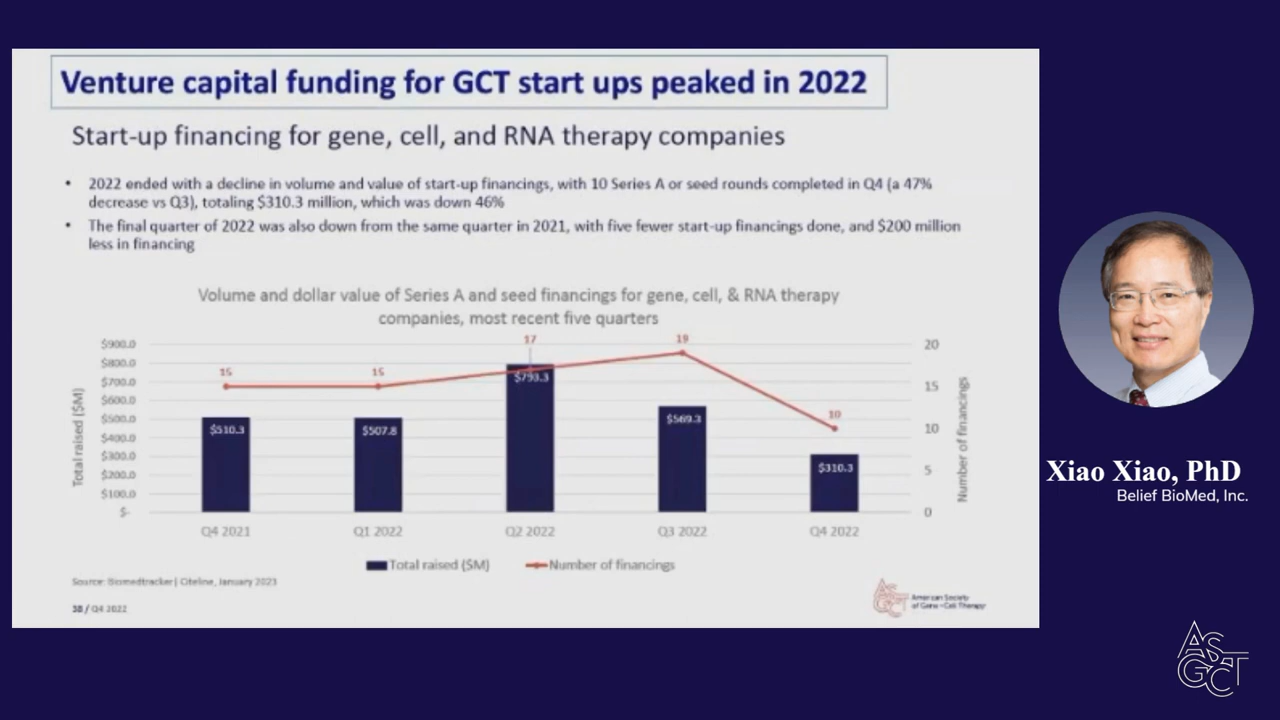 Venture capital funding for GCT start ups peaked in 2022
Start-up financing for gene, cell, and RNA therapy companies
• 2022 ended with a decline in volume and value of start-up financings, with 10 Series A or seed rounds completed in Q4 (a 47%
decrease vs Q3), totaling $310.3 million, which was down 46%
• The final quarter of 2022 was also down from the same quarter in 2021, with five fewer start-up financings done, and $200 million
less in financing
Volume and dollar value of Series A and seed financings for gene, cell, & RNA therapy
companies, most recent five quarters
Total raised ($M)
$900.0
$800.0
$700.0
$600.0
$500.0
$400.0
$300.0
$200.0
$100.0
$-
15
15
17
19
10
$510.3
$507.8
$793.3
$569.3
$310.3
20
15
10
5
0
Number of financings
Q4 2021
Q1 2022
Q2 2022
Q3 2022
Q4 2022
Total raised ($M)
Number of financings
Source: Biomedtracker | Citeline, January 2023
38 / Q4 2022
ASGCT
American Society
of Gene + Cell Therapy
Xiao Xiao, PhD
Belief BioMed, Inc.
ASGCT